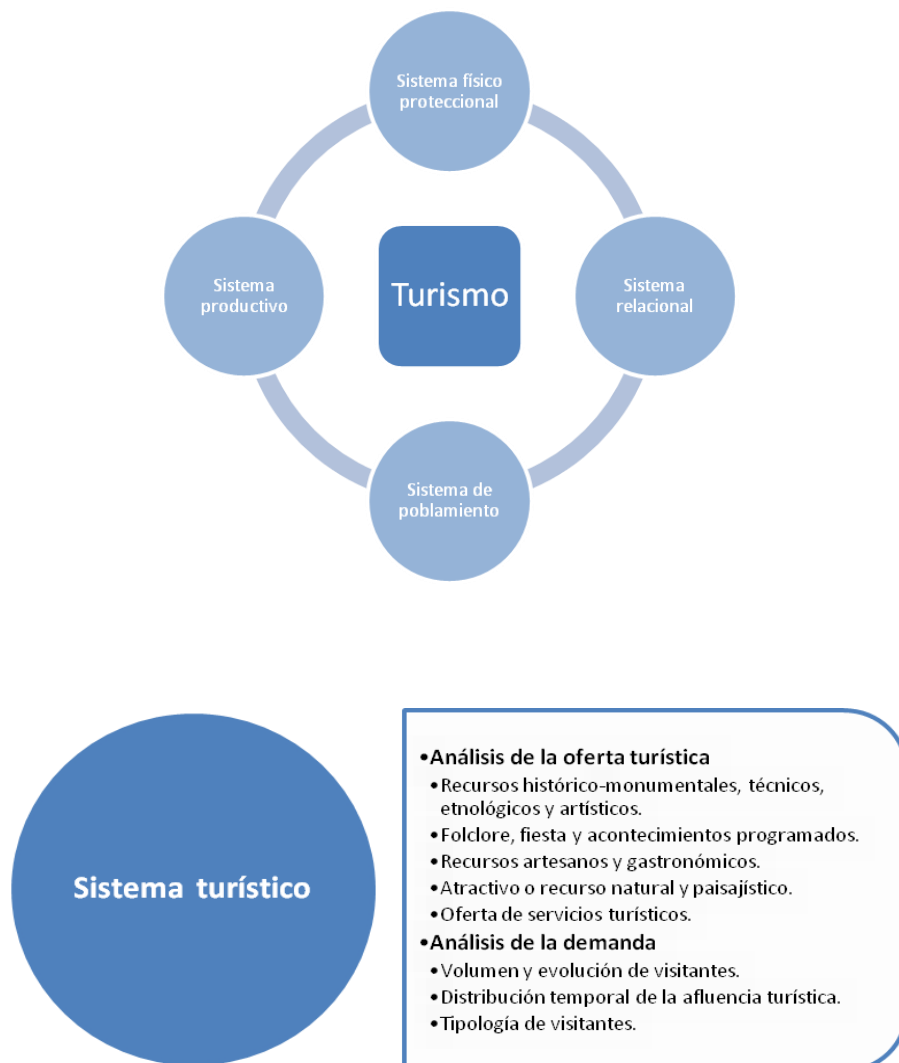 Sistema físico
proteccional
Sistema
productivo
Turismo
Sistema
relacional
Sistema de
poblamiento
Sistema turístico
•Análisis de la oferta turística
•Recursos histórico-monumentales, técnicos,
etnológicos y artísticos.
•Folclore, fiesta y acontecimientos programados.
•Recursos artesanos y gastronómicos.
•Atractivo o recurso natural y paisajístico.
•Oferta de servicios turísticos.
•Análisis de la demanda
•Volumen y evolución de visitantes.
•Distribución temporal de la afluencia turística.
•Tipología de visitantes.